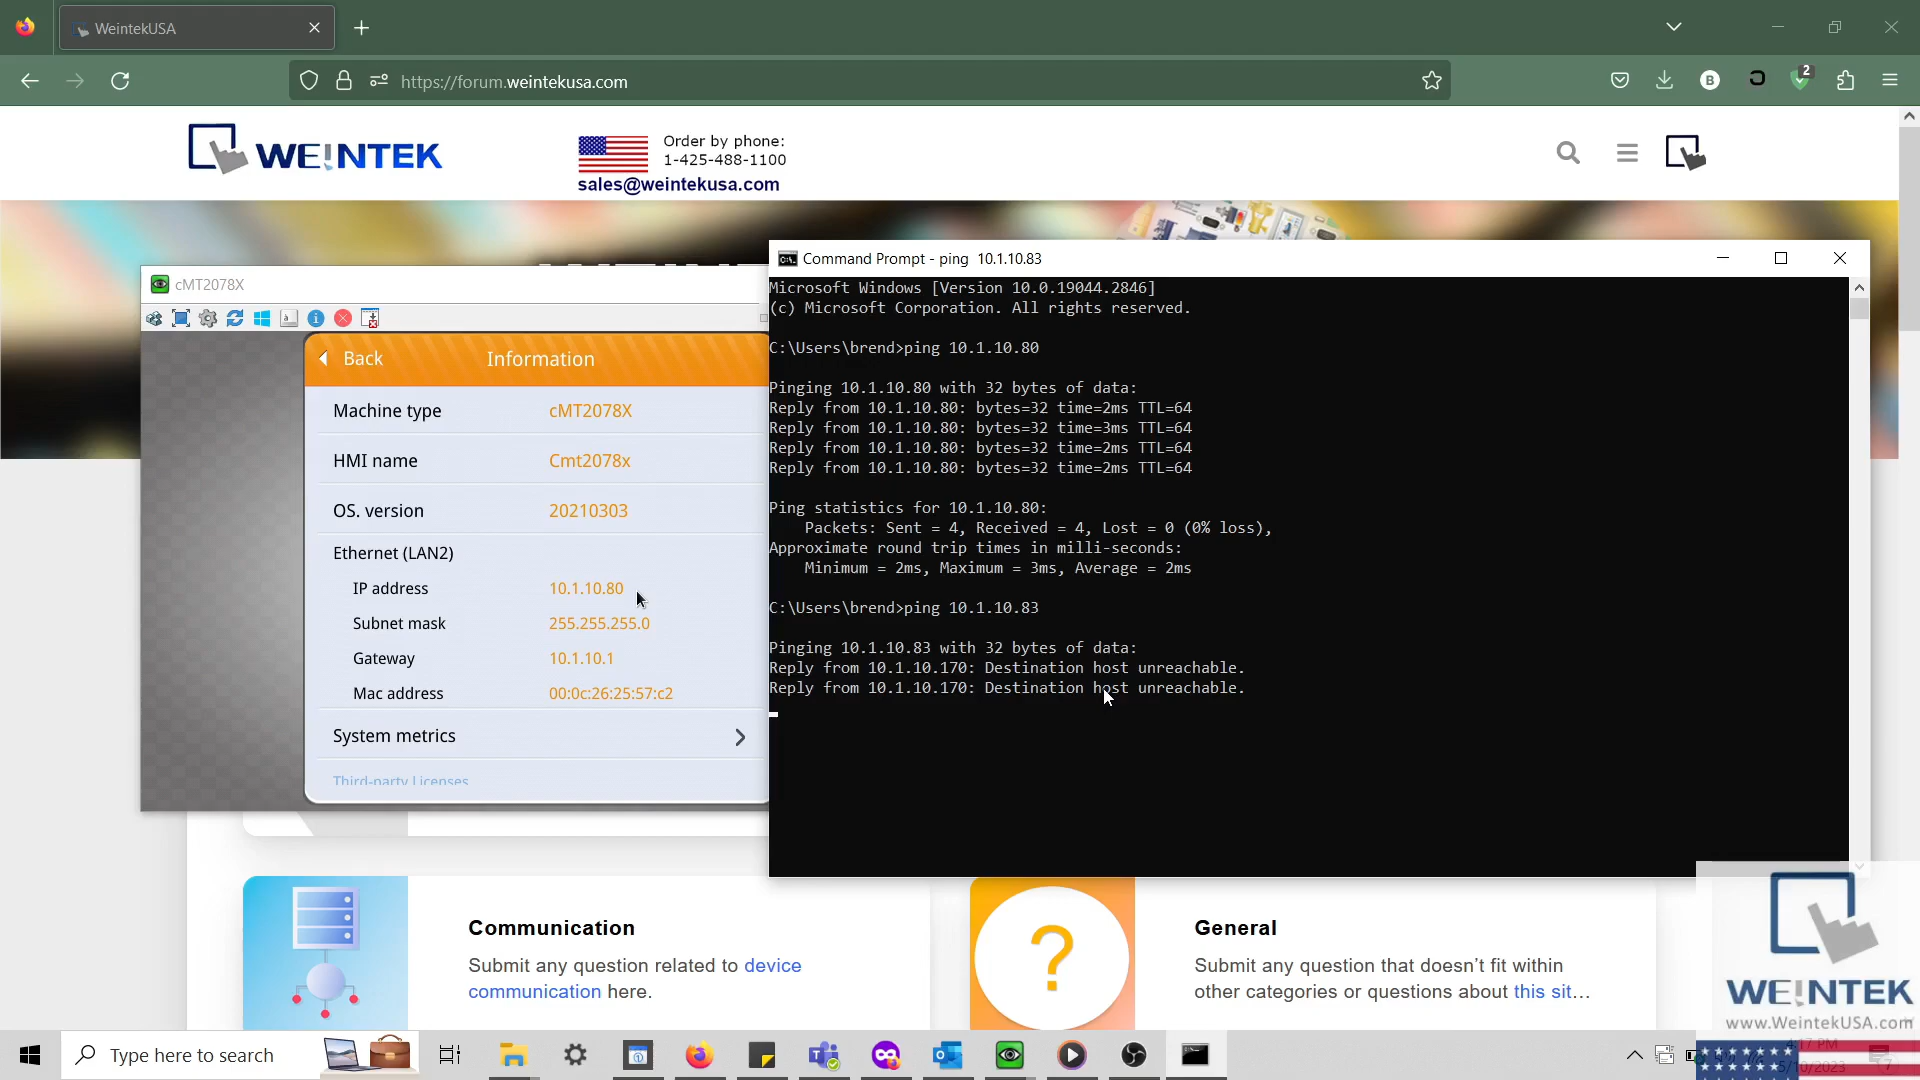 WeintekUSA
https://forum.weintekusa.com
B
2
WE!NTEK
Order by phone:
1-425-488-1100
sales@weintekusa.com
cMT2078X
Back
Information
Machine type
cMT2078X
HMI name
Cmt2078x
OS. version
20210303
Ethernet (LAN2)
IP address
10.1.10.80
Subnet mask
255.255.255.0
Gateway
10.1.10.1
Mac address
00:0c:26:25:57:c2
System metrics
Third-party Licenses
Command Prompt - ping 10.1.10.83
Microsoft Windows [Version 10.0.19044.2846]
(c) Microsoft Corporation. All rights reserved.
C:\Users\brend>ping 10.1.10.80
Pinging 10.1.10.80 with 32 bytes of data:
Reply from 10.1.10.80: bytes=32 time=2ms TTL=64
Reply from 10.1.10.80: bytes=32 time=3ms TTL=64
Reply from 10.1.10.80: bytes=32 time=2ms TTL=64
Reply from 10.1.10.80: bytes=32 time=2ms TTL=64
Ping statistics for 10.1.10.80:
Packets: Sent = 4, Received = 4, Lost = 0 (0% loss),
Approximate round trip times in milli-seconds:
Minimum = 2ms, Maximum = 3ms, Average = 2ms
C:\Users\brend>ping 10.1.10.83
Pinging 10.1.10.83 with 32 bytes of data:
Reply from 10.1.10.170: Destination host unreachable.
Reply from 10.1.10.170: Destination host unreachable.
Communication
Submit any question related to device
communication here.
General
Submit any question that doesn't fit within
other categories or questions about this sit...
WE!NTEK
www.WeintekUSA.com
Type here to search
4:17 PM
5/10/2023